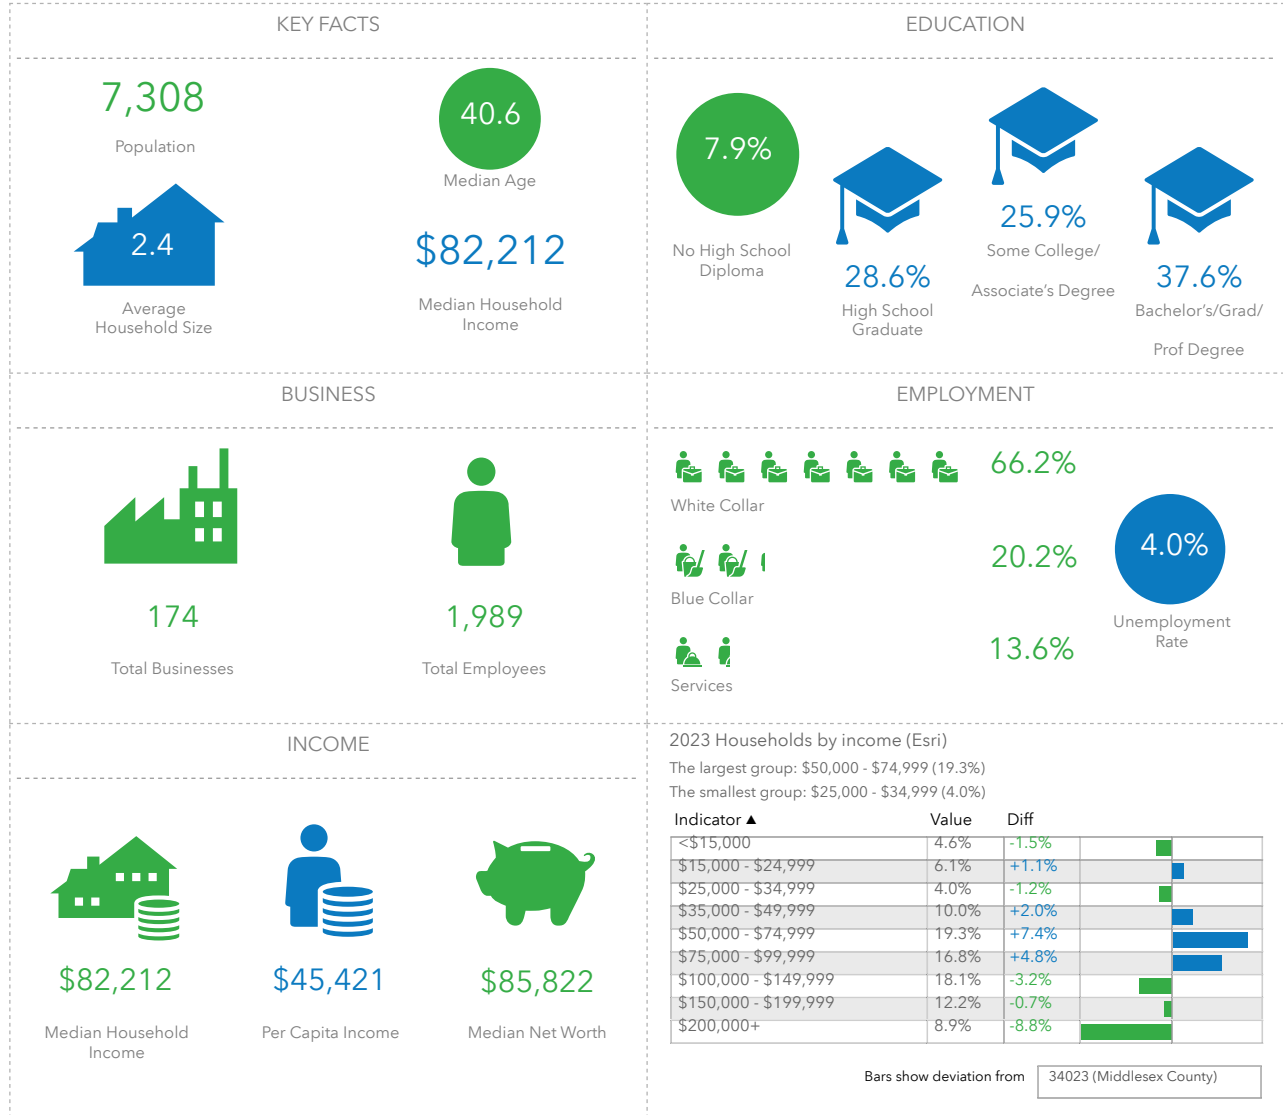 KEY FACTS
7,308
Population
40.6
Median Age
2.4
Average
Household Size
$82,212
Median Household
Income
EDUCATION
7.9%
No High School
Diploma
28.6%
High School
Graduate
25.9%
Some College/
Associate's Degree
37.6%
Bachelor's/Grad/
Prof Degree
BUSINESS
174
Total Businesses
1,989
Total Employees
EMPLOYMENT
66.2%
White Collar
20.2%
Blue Collar
13.6%
Services
4.0%
Unemployment
Rate
INCOME
$82,212
Median Household
Income
$45,421
Per Capita Income
$85,822
Median Net Worth
2023 Households by income (Esri)
The largest group: $50,000 - $74,999 (19.3%)
The smallest group: $25,000 - $34,999 (4.0%)
Indicator ▲ Value Diff
<$15,000 4.6% -1.5%
$15,000 - $24,999 6.1% +1.1%
$25,000 - $34,999 4.0% -1.2%
$35,000 - $49,999 10.0% +2.0%
$50,000 - $74,999 19.3% +7.4%
$75,000 - $99,999 16.8% +4.8%
$100,000 - $149,999 18.1% -3.2%
$150,000 - $199,999 12.2% -0.7%
$200,000+ 8.9% -8.8%
Bars show deviation from 34023 (Middlesex County)